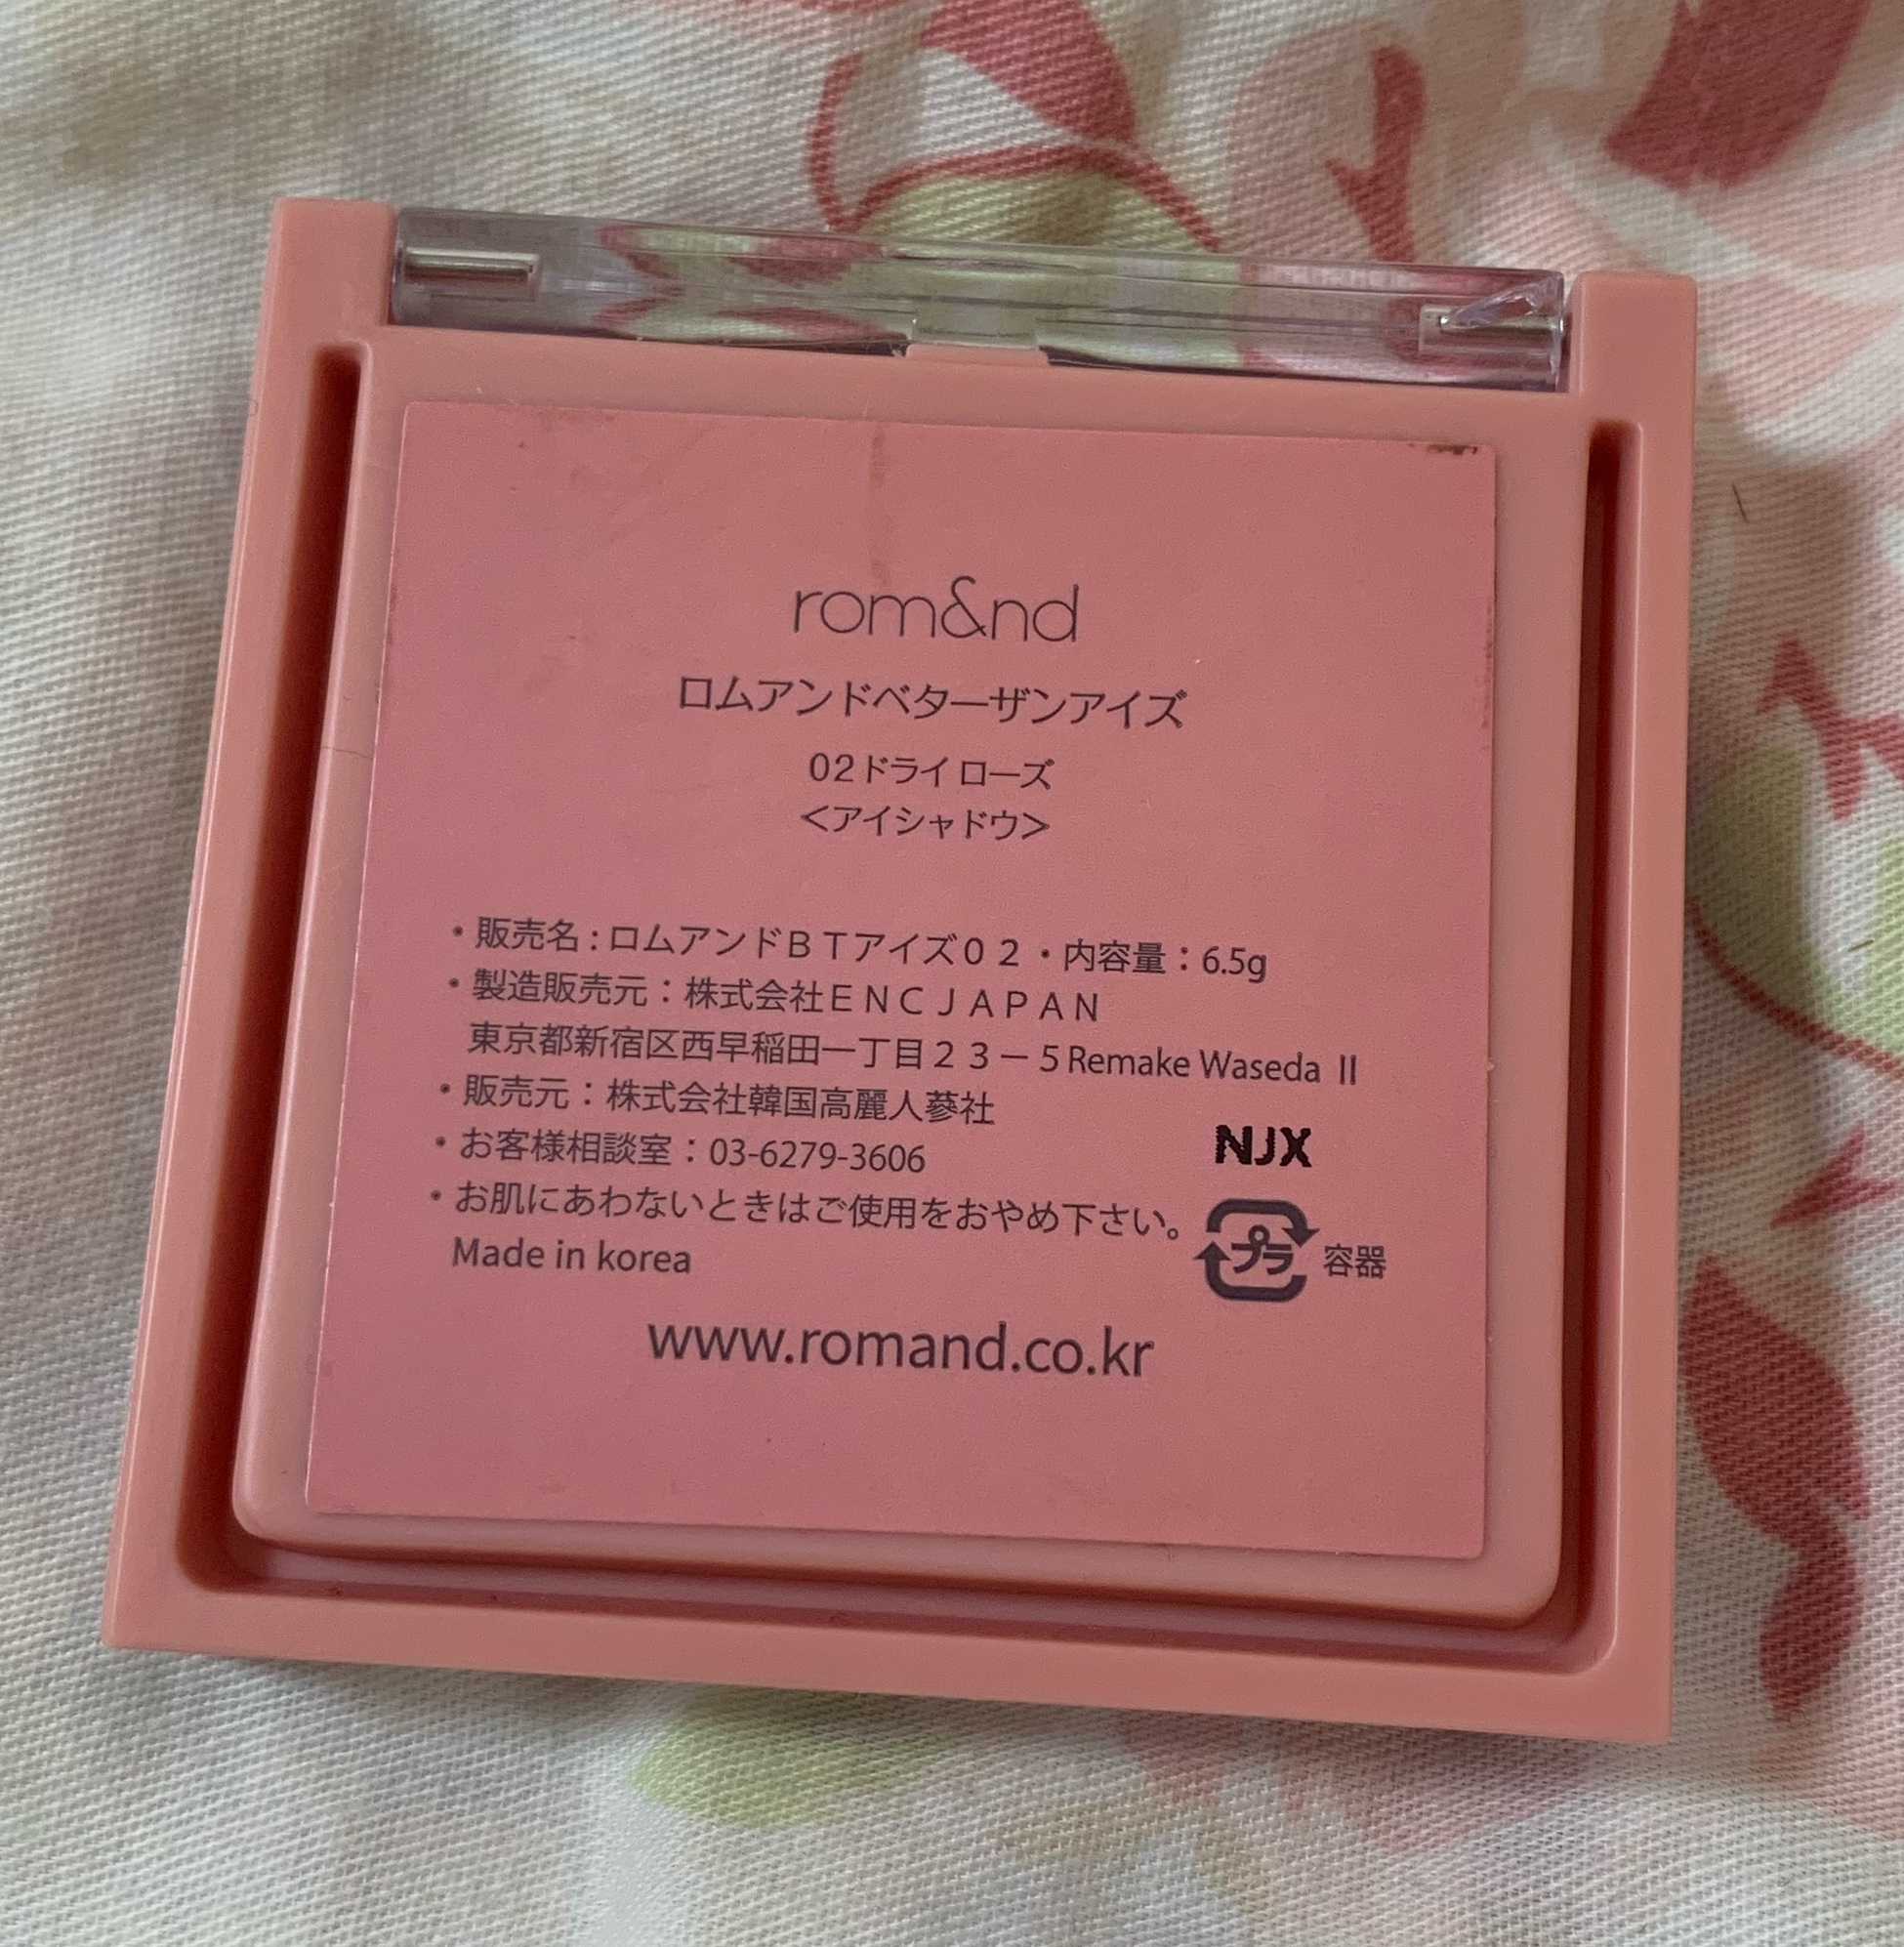 rom&nd
ロムアンドベターザンアイズ
02ドライローズ
<アイシャドウ>
・販売名:ロムアンドBTアイズ02・内容量:6.5g
・製造販売元:株式会社ENCJAPAN
東京都新宿区西早稲田一丁目23-5 Remake Waseda II
・販売元:株式会社韓国高麗人蔘社
・お客様相談室:03-6279-3606
・お肌にあわないときはご使用をおやめ下さい。
Made in korea
NJX
プラ 容器
www.romand.co.kr